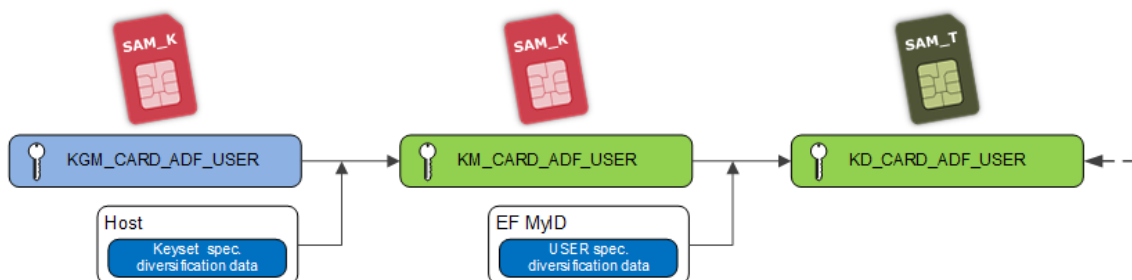 SAM_K
SAM_K
SAM_T
KGM_CARD_ADF_USER
KM_CARD_ADF_USER
KD_CARD_ADF_USER
Host
Keyset spec.
diversification data
EF MyID
USER spec.
diversification data